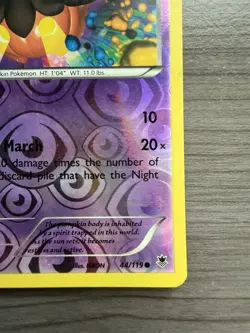 kin Pokémon HT: 1'04" WT: 11.0 lbs
10
March 20x
0 damage times the number of
discard pile that have the Night
The pumpkin body is inhabited
by a spirit trapped in this world.
As the sun sets, it becomes
restless and active.
44/119